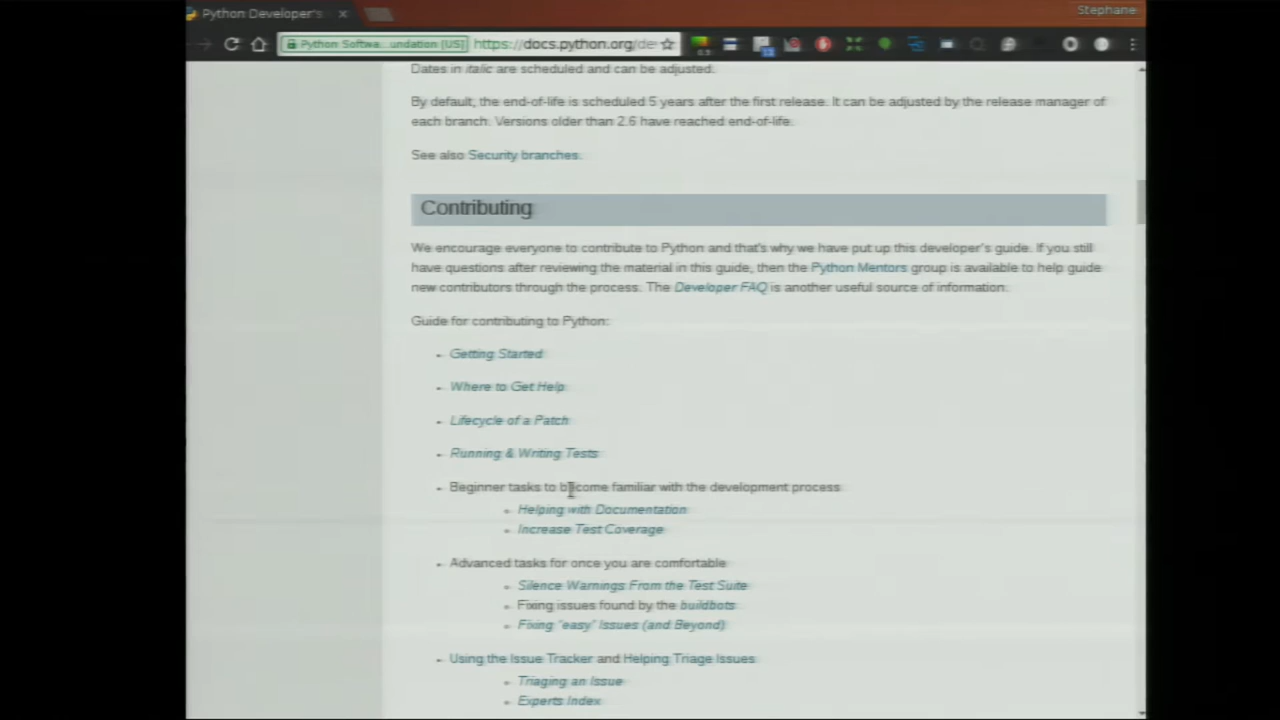 Python Developer's
Stephane
Python Softwa...undation [US]
https://docs.python.org/de
Dates in italic are scheduled and can be adjusted.
By default, the end-of-life is scheduled 5 years after the first release. It can be adjusted by the release manager of
each branch. Versions older than 2.6 have reached end-of-life.
See also Security branches.
Contributing
We encourage everyone to contribute to Python and that's why we have put up this developer's guide. If you still
have questions after reviewing the material in this guide, then the Python Mentors group is available to help guide
new contributors through the process. The Developer FAQ is another useful source of information.
Guide for contributing to Python:
Getting Started
Where to Get Help
Lifecycle of a Patch
Running & Writing Tests
Beginner tasks to become familiar with the development process
Helping with Documentation
Increase Test Coverage
Advanced tasks for once you are comfortable
Silence Warnings From the Test Suite
Fixing issues found by the buildbots
Fixing "easy" Issues (and Beyond)
Using the Issue Tracker and Helping Triage Issues
Triaging an Issue
Experts Index